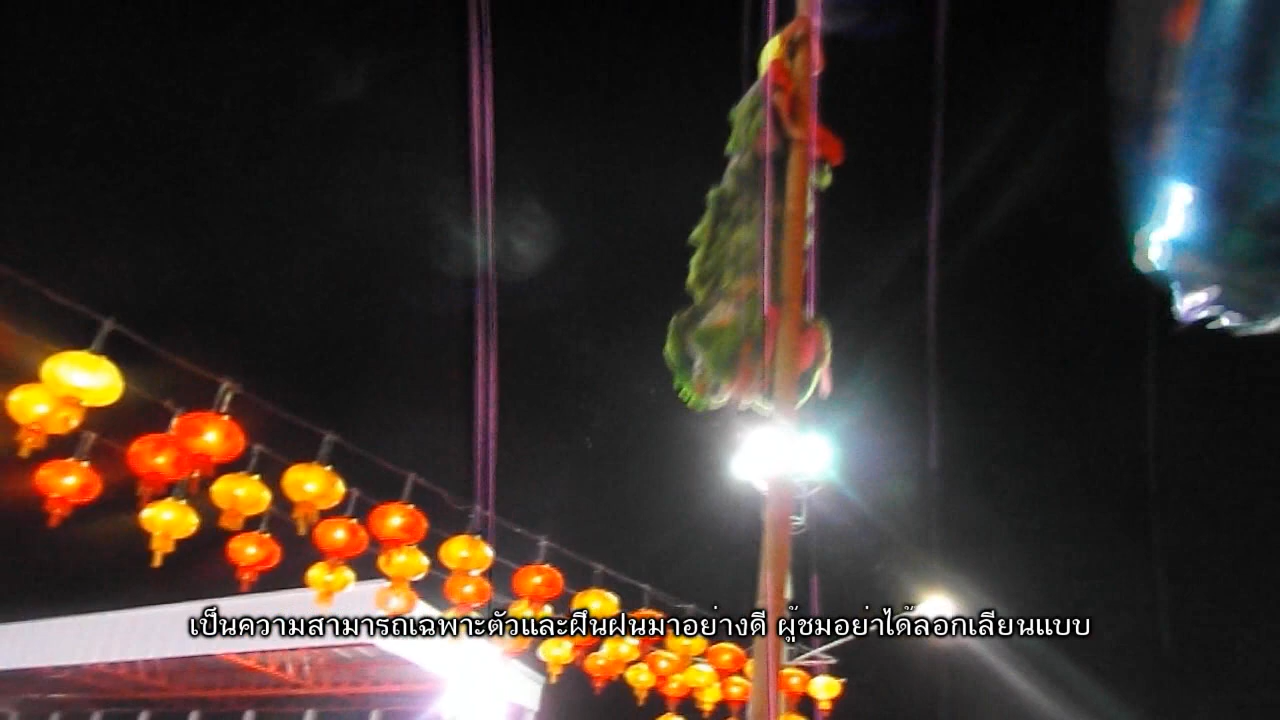 เป็นความสามารถเฉพาะตัวและฝึนฝนมาอย่างดี ผู้ชมอย่าได้ลอกเลียนแบบ